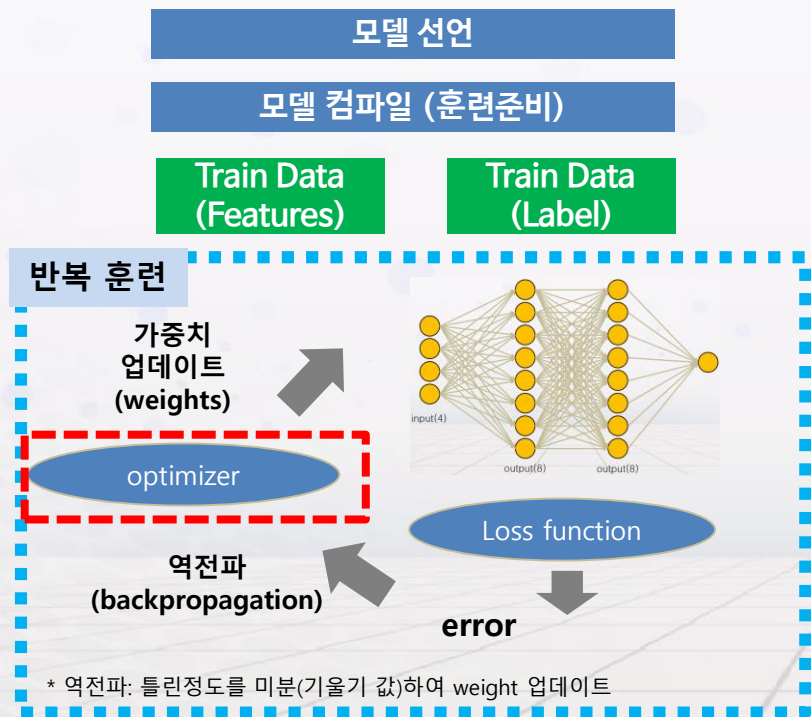 모델 선언
모델 컴파일 (훈련준비)
Train Data
(Features)
Train Data
(Label)
반복 훈련
가중치
업데이트
(weights)
input(4)
output(8)
output(8)
optimizer
Loss function
역전파
(backpropagation)
error
* 역전파: 틀린정도를 미분(기울기 값)하여 weight 업데이트